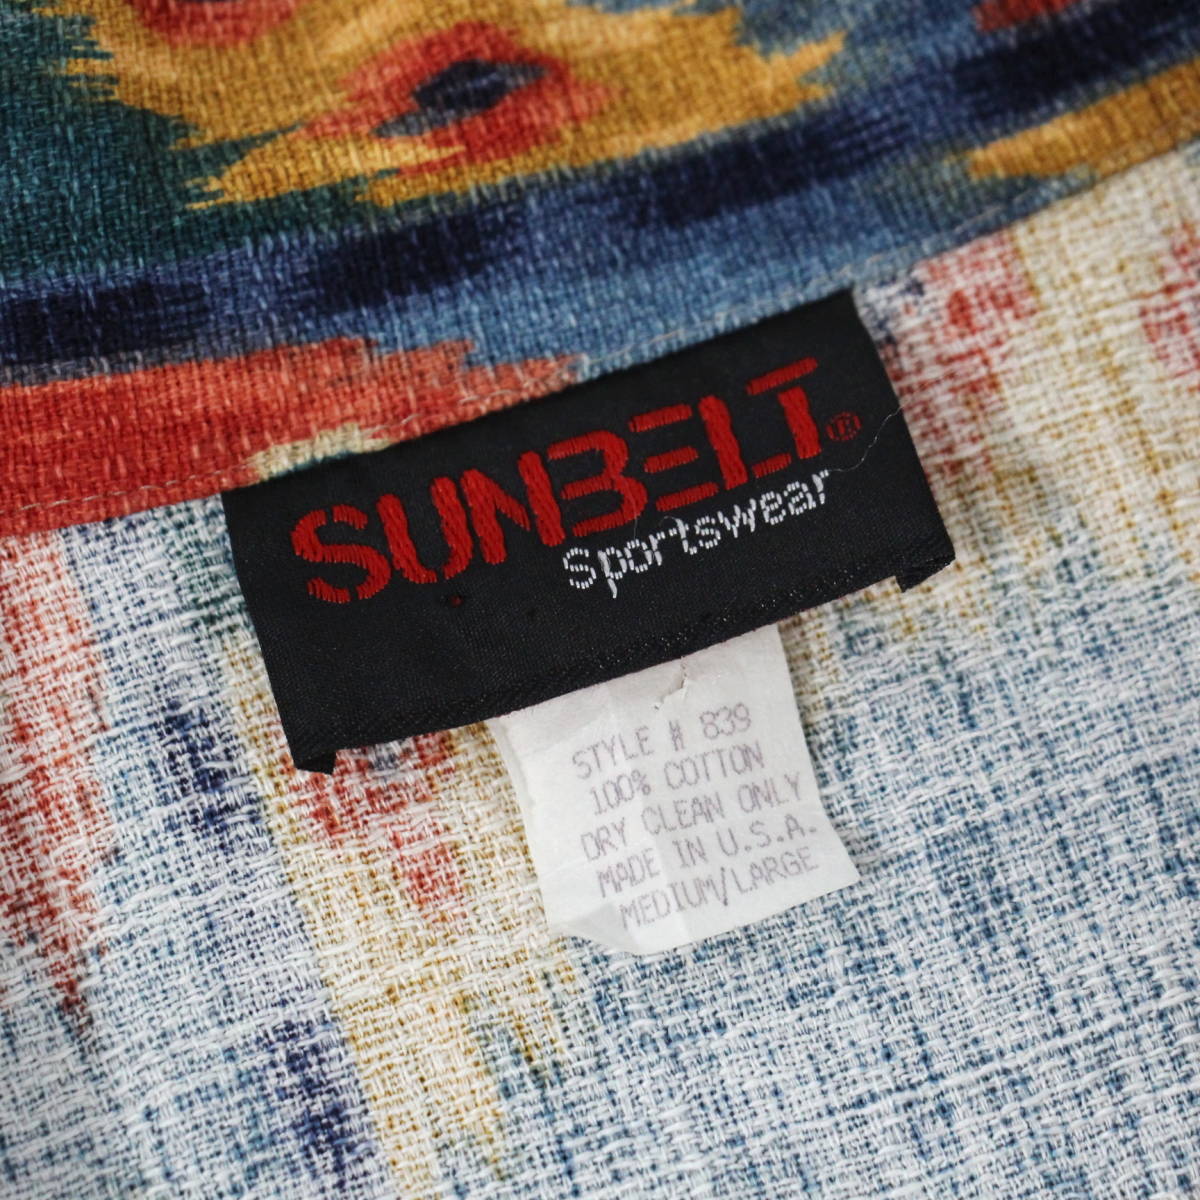 SUNBELT®
Sportswear
STYLE # 839
100% COTTON
DRY CLEAN ONLY
MADE IN U.S.A.
MEDIUM/LARGE